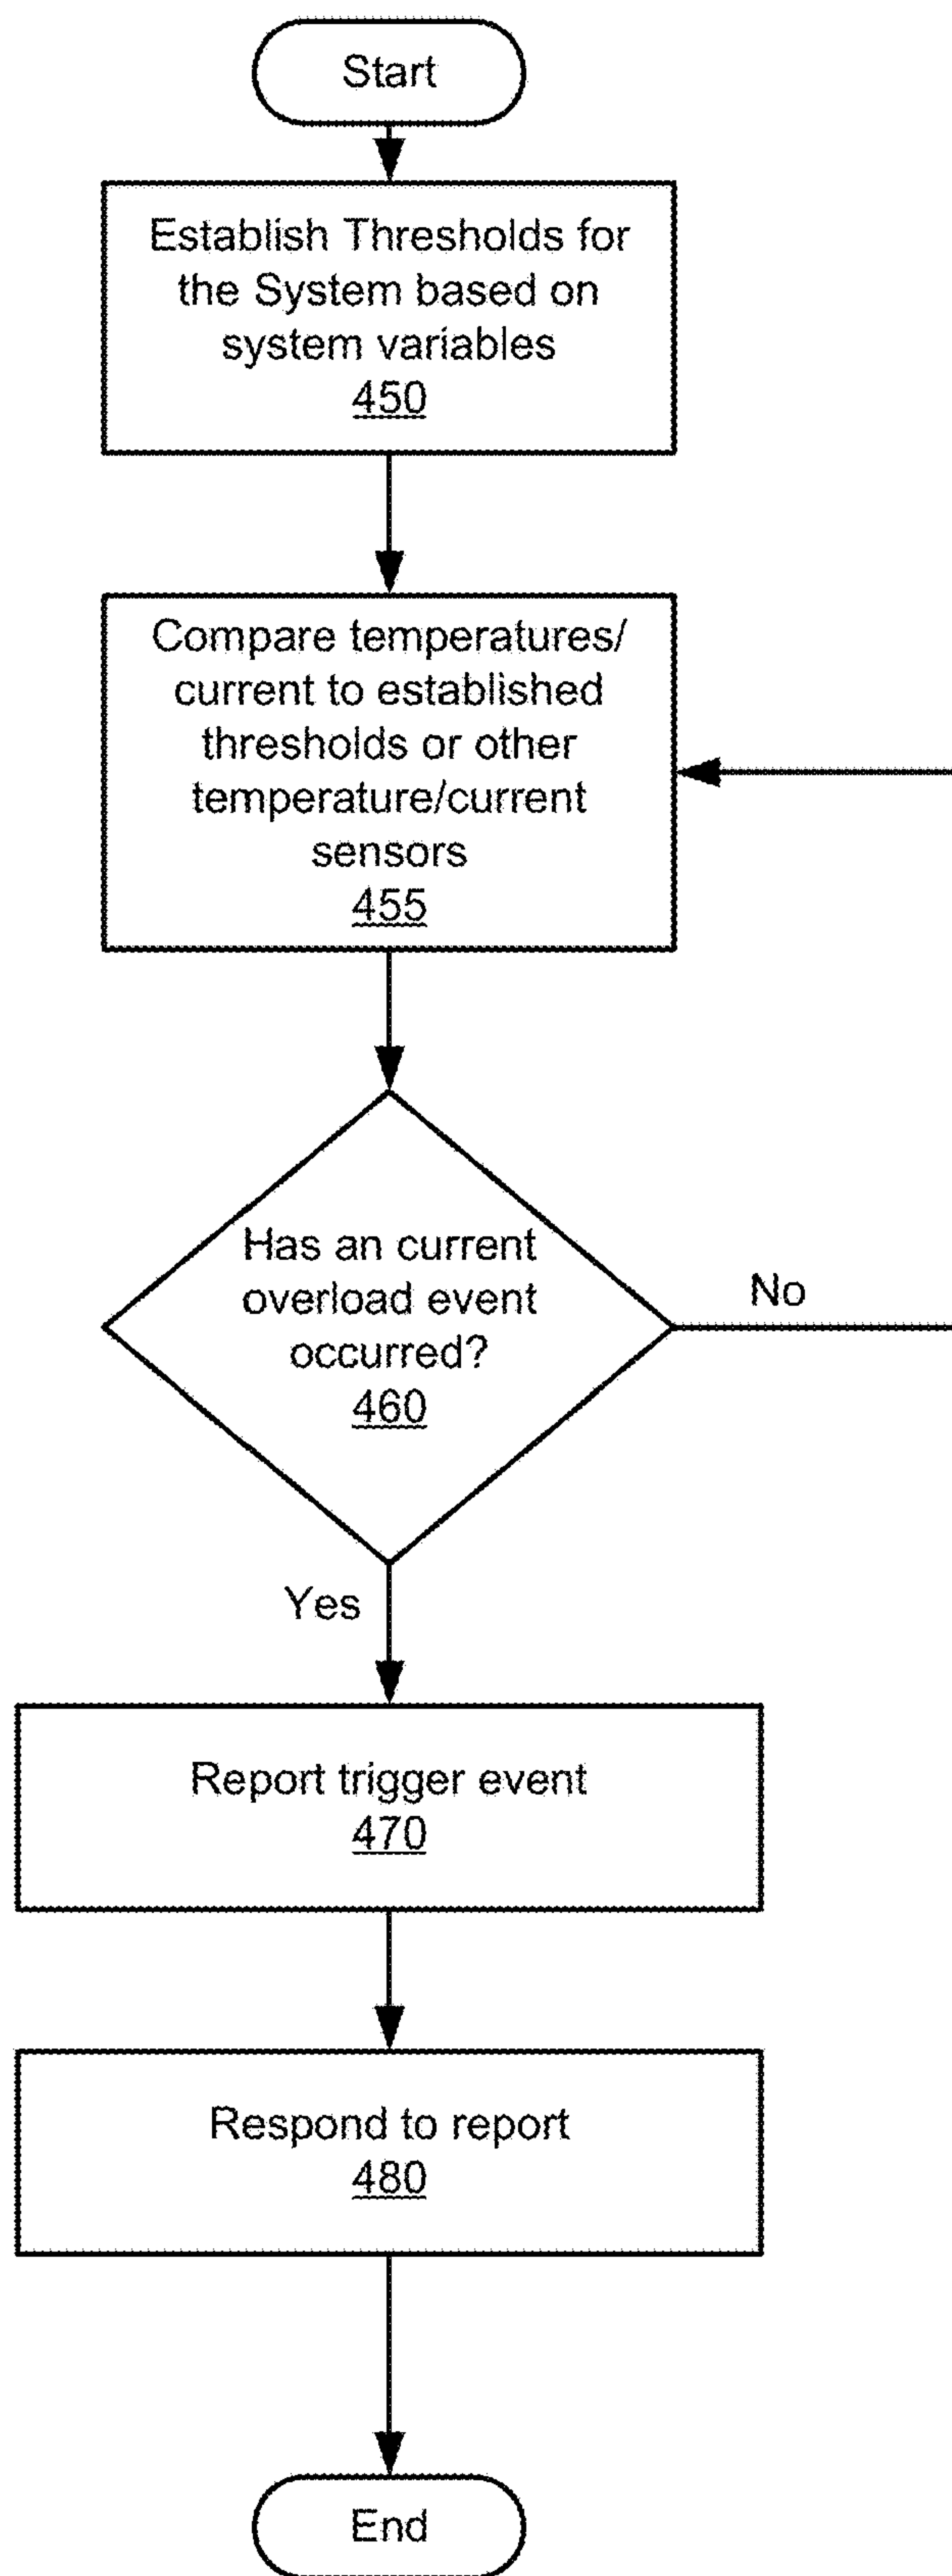 Start
Establish Thresholds for
the System based on
system variables
450
Compare temperatures/
current to established
thresholds or other
temperature/current
sensors
455
Has an current
overload event
occurred?
460
No
Yes
Report trigger event
470
Respond to report
480
End